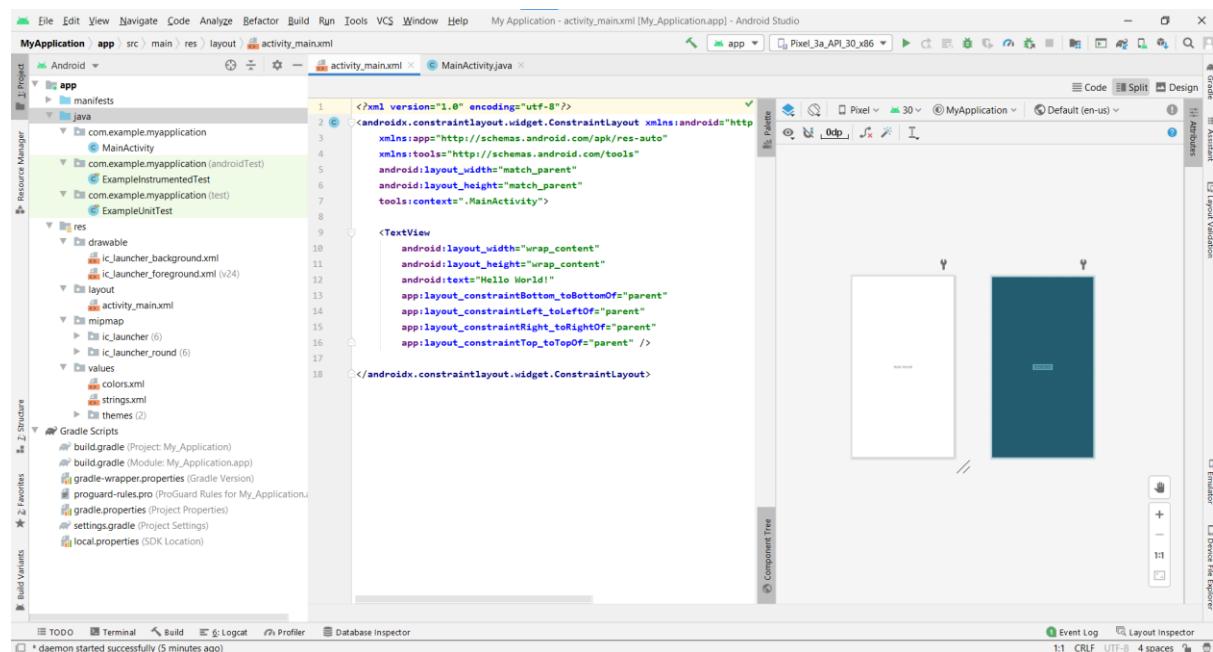 File Edit View Navigate Code Analyze Refactor Build Run Tools VCS Window Help My Application - activity_main.xml [My_Application.app] - Android Studio
MyApplication app src main res layout activity_main.xml app Pixel_3a_API_30_x86
1: Project
Resource Manager
Z: Structure
2: Favorites
Build Variants
Android
app
manifests
java
com.example.myapplication
MainActivity
com.example.myapplication (androidTest)
ExampleInstrumentedTest
com.example.myapplication (test)
ExampleUnitTest
res
drawable
ic_launcher_background.xml
ic_launcher_foreground.xml (v24)
layout
activity_main.xml
mipmap
ic_launcher (6)
ic_launcher_round (6)
values
colors.xml
strings.xml
themes (2)
Gradle Scripts
build.gradle (Project: My_Application)
build.gradle (Module: My_Application.app)
gradle-wrapper.properties (Gradle Version)
proguard-rules.pro (ProGuard Rules for My_Application.
gradle.properties (Project Properties)
settings.gradle (Project Settings)
local.properties (SDK Location)
activity_main.xml MainActivity.java
Code Split Design
1 <?xml version="1.0" encoding="utf-8"?>
2 <androidx.constraintlayout.widget.ConstraintLayout xmlns:android="http
3 xmlns:app="http://schemas.android.com/apk/res-auto"
4 xmlns:tools="http://schemas.android.com/tools"
5 android:layout_width="match_parent"
6 android:layout_height="match_parent"
7 tools:context=".MainActivity">
8
9 <TextView
10 android:layout_width="wrap_content"
11 android:layout_height="wrap_content"
12 android:text="Hello World!"
13 app:layout_constraintBottom_toBottomOf="parent"
14 app:layout_constraintLeft_toLeftOf="parent"
15 app:layout_constraintRight_toRightOf="parent"
16 app:layout_constraintTop_toTopOf="parent" />
17
18 </androidx.constraintlayout.widget.ConstraintLayout>
Palette
Component Tree
Pixel 30 MyApplication Default (en-us)
0dp
1:1
Attributes
Gradle
Assistant
Layout Validation
Emulator
Device File Explorer
TODO Terminal Build 6: Logcat Profiler Database Inspector 1 Event Log Layout Inspector
* daemon started successfully (5 minutes ago) 1:1 CRLF UTF-8 4 spaces